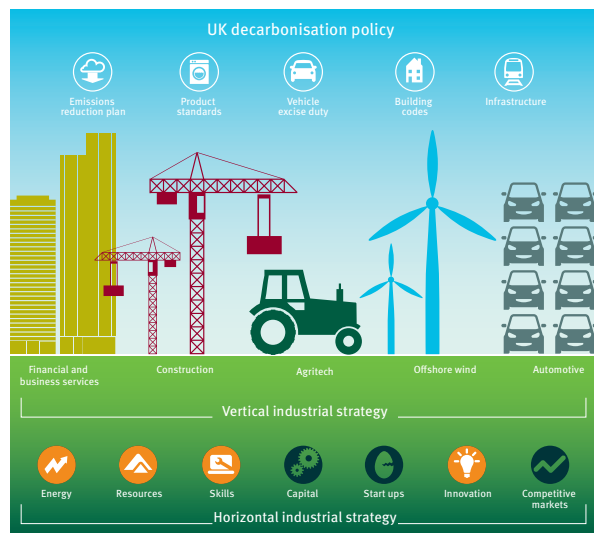 UK decarbonisation policy
Emissions
reduction plan
Product
standards
Vehicle
excise duty
Building
codes
Infrastructure
Financial and
business services
Construction
Agritech
Offshore wind
Automotive
Vertical industrial strategy
Energy
Resources
Skills
Capital
Start ups
Innovation
Competitive
markets
Horizontal industrial strategy